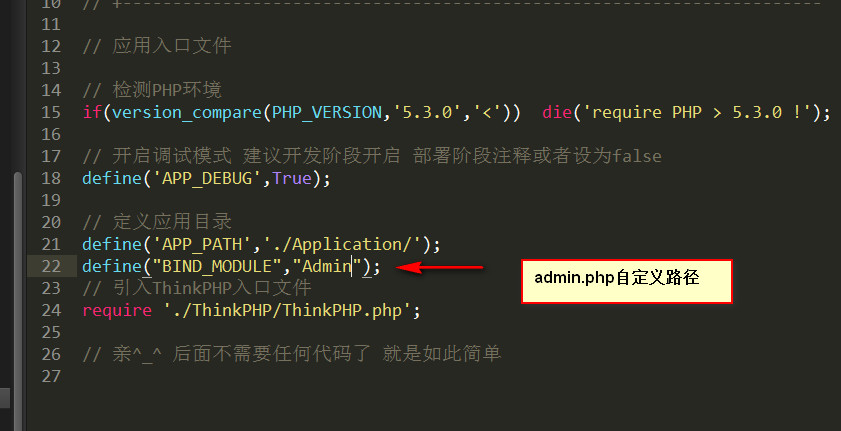 10 // +----------------------------------------------------------------------
11
12 // 应用入口文件
13
14 // 检测PHP环境
15 if(version_compare(PHP_VERSION,'5.3.0','<'))  die('require PHP > 5.3.0 !');
16
17 // 开启调试模式 建议开发阶段开启 部署阶段注释或者设为false
18 define('APP_DEBUG',True);
19
20 // 定义应用目录
21 define('APP_PATH','./Application/');
22 define("BIND_MODULE","Admin");
admin.php自定义路径
23 // 引入ThinkPHP入口文件
24 require './ThinkPHP/ThinkPHP.php';
25
26 // 亲^_^ 后面不需要任何代码了 就是如此简单
27